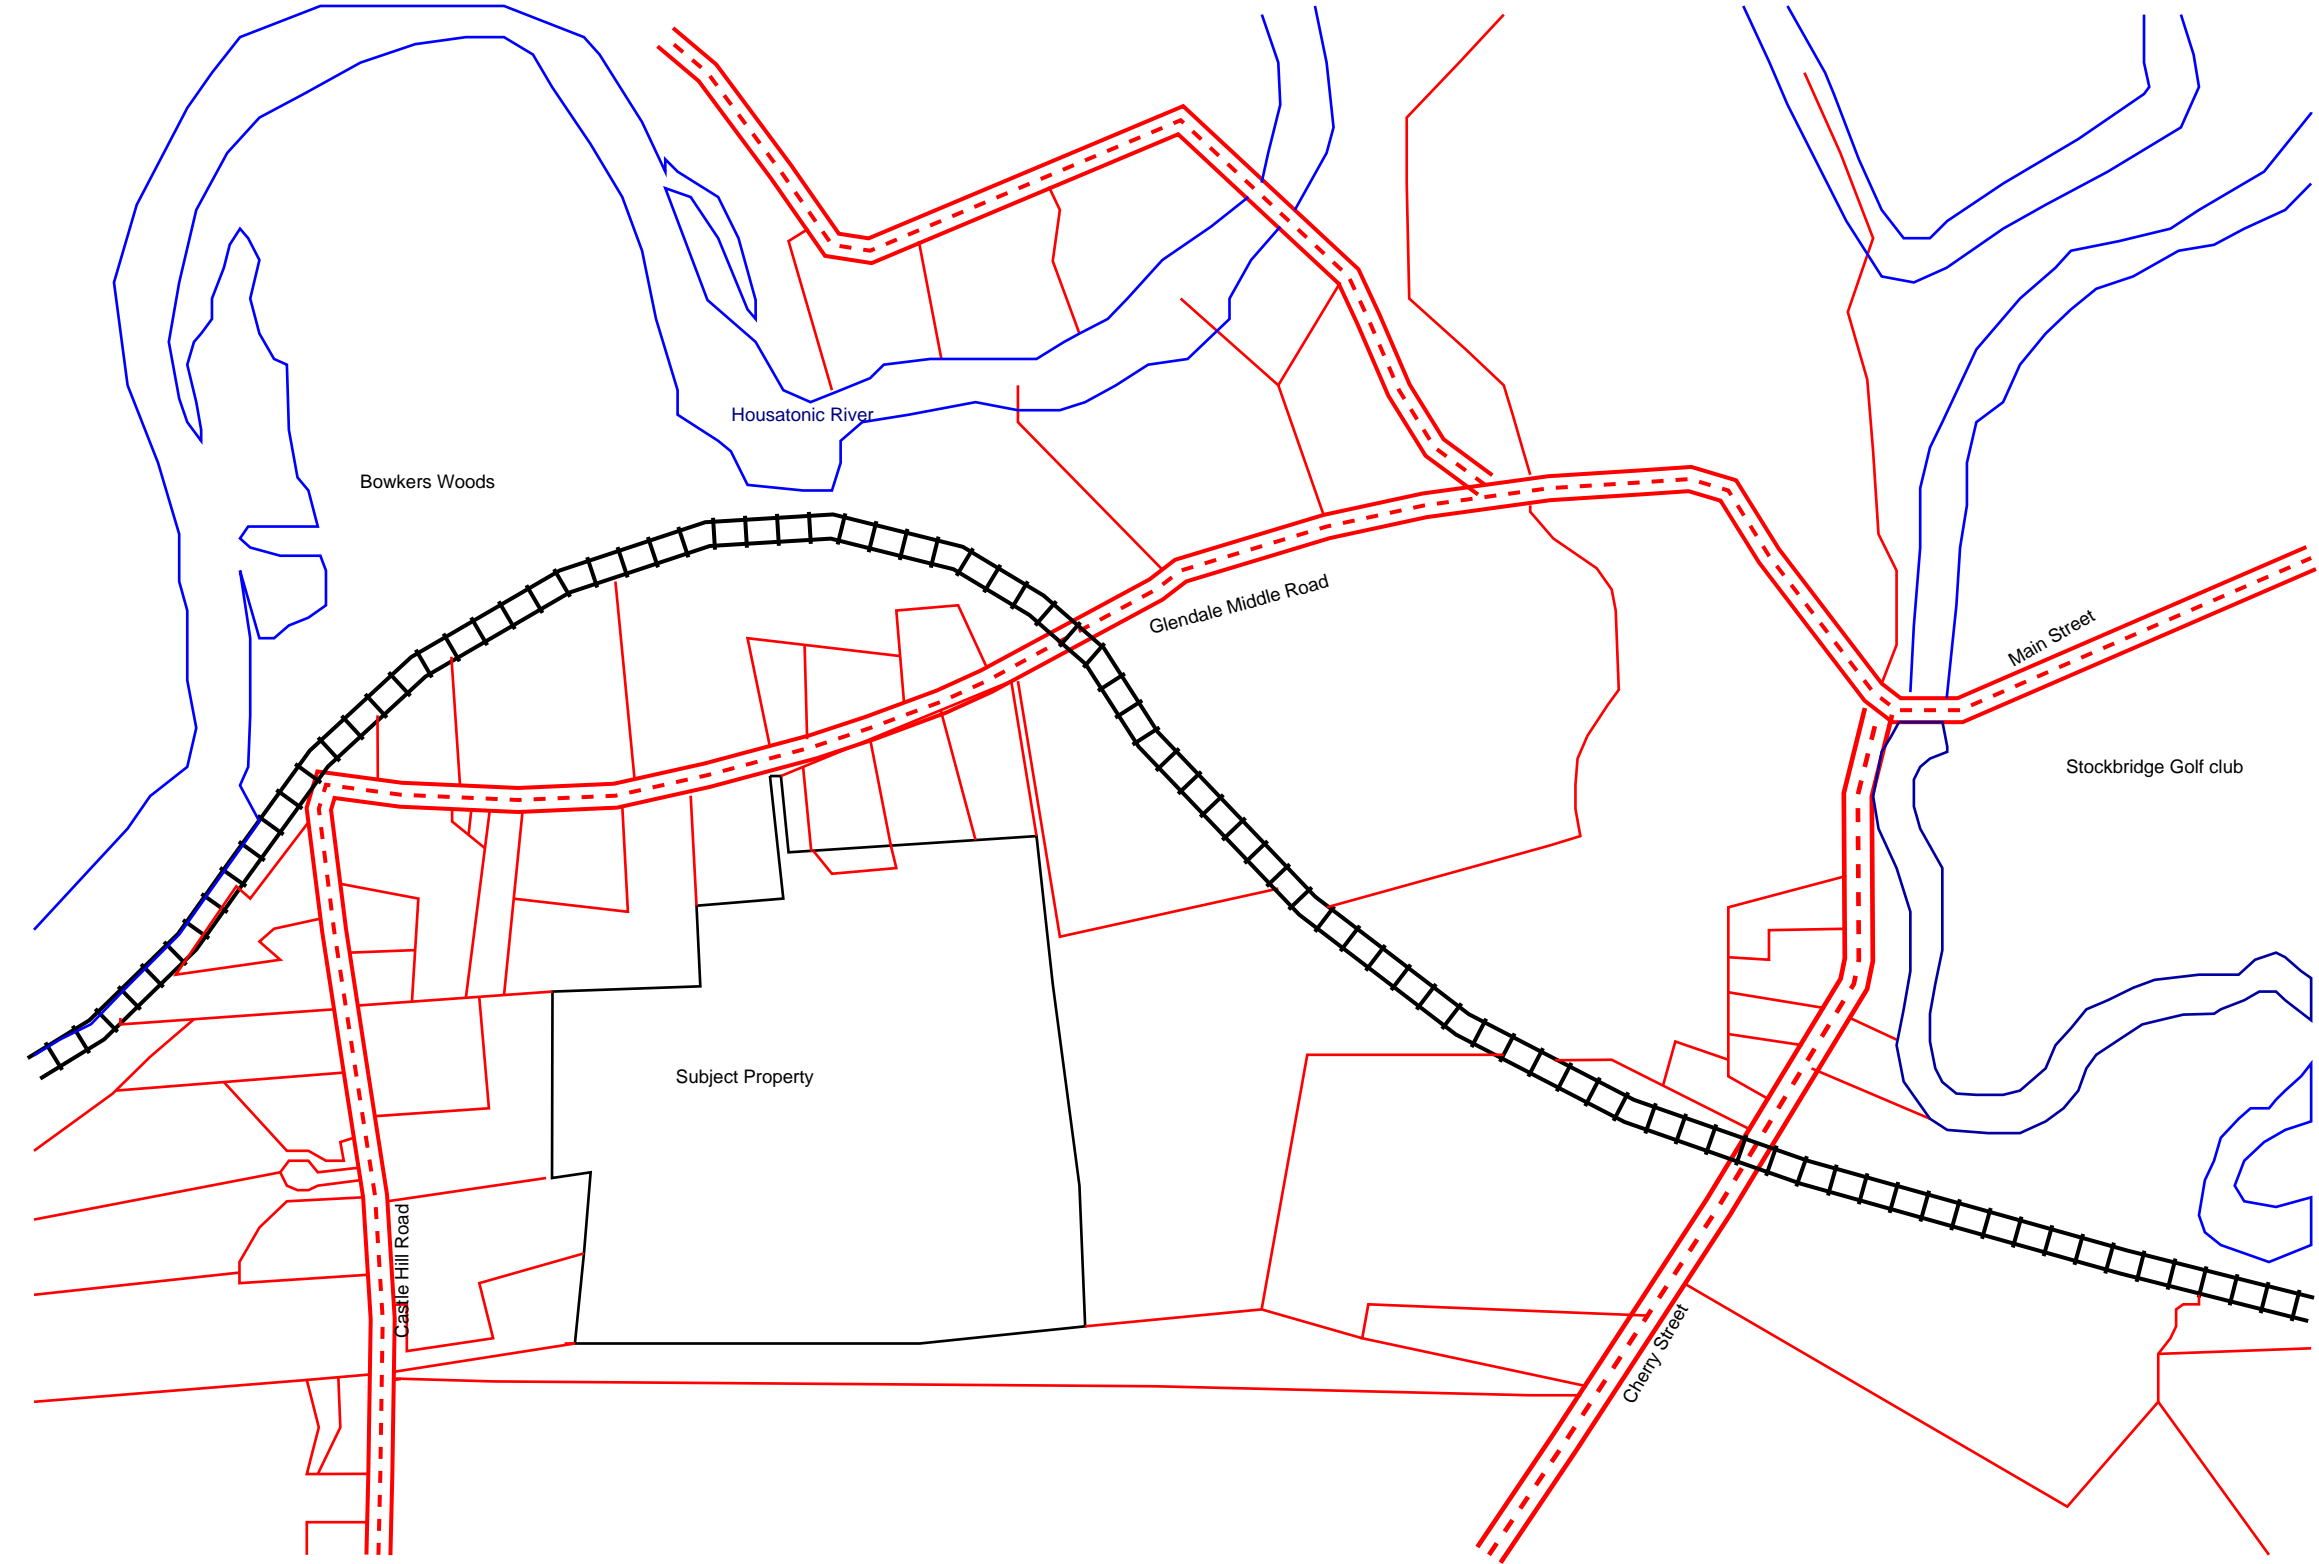 Housatonic River
Bowkers Woods
Glendale Middle Road
Main Street
Stockbridge Golf club
Subject Property
Castle Hill Road
Cherry Street